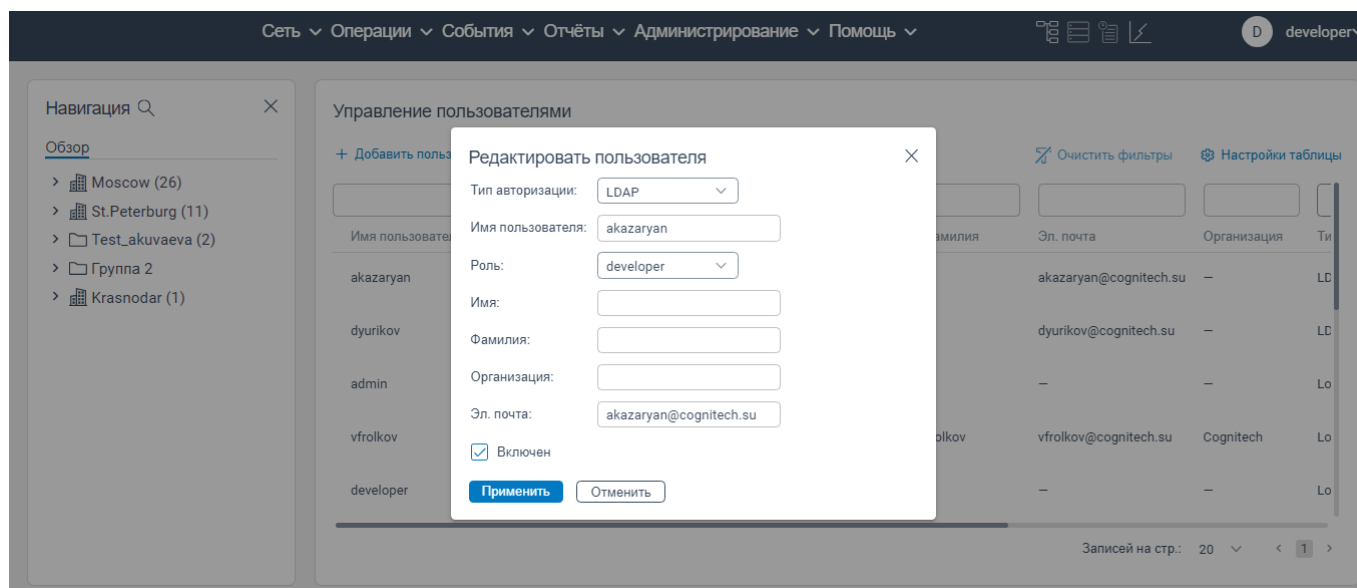 Сеть Операции События Отчёты Администрирование Помощь D developer
Навигация
Обзор
Moscow (26)
St.Peterburg (11)
Test_akuvaeva (2)
Группа 2
Krasnodar (1)
Управление пользователями
+ Добавить польз
Очистить фильтры
Настройки таблицы
Имя пользовате
амилия
Эл. почта
Организация
Ти
akazaryan
akazaryan@cognitech.su
—
LD
dyurikov
dyurikov@cognitech.su
—
LD
admin
—
—
Lo
vfrolkov
olkov
vfrolkov@cognitech.su
Cognitech
Lo
developer
—
—
Lo
Записей на стр.: 20 < 1 >
Редактировать пользователя
Тип авторизации: LDAP
Имя пользователя: akazaryan
Роль: developer
Имя:
Фамилия:
Организация:
Эл. почта: akazaryan@cognitech.su
Включен
Применить Отменить